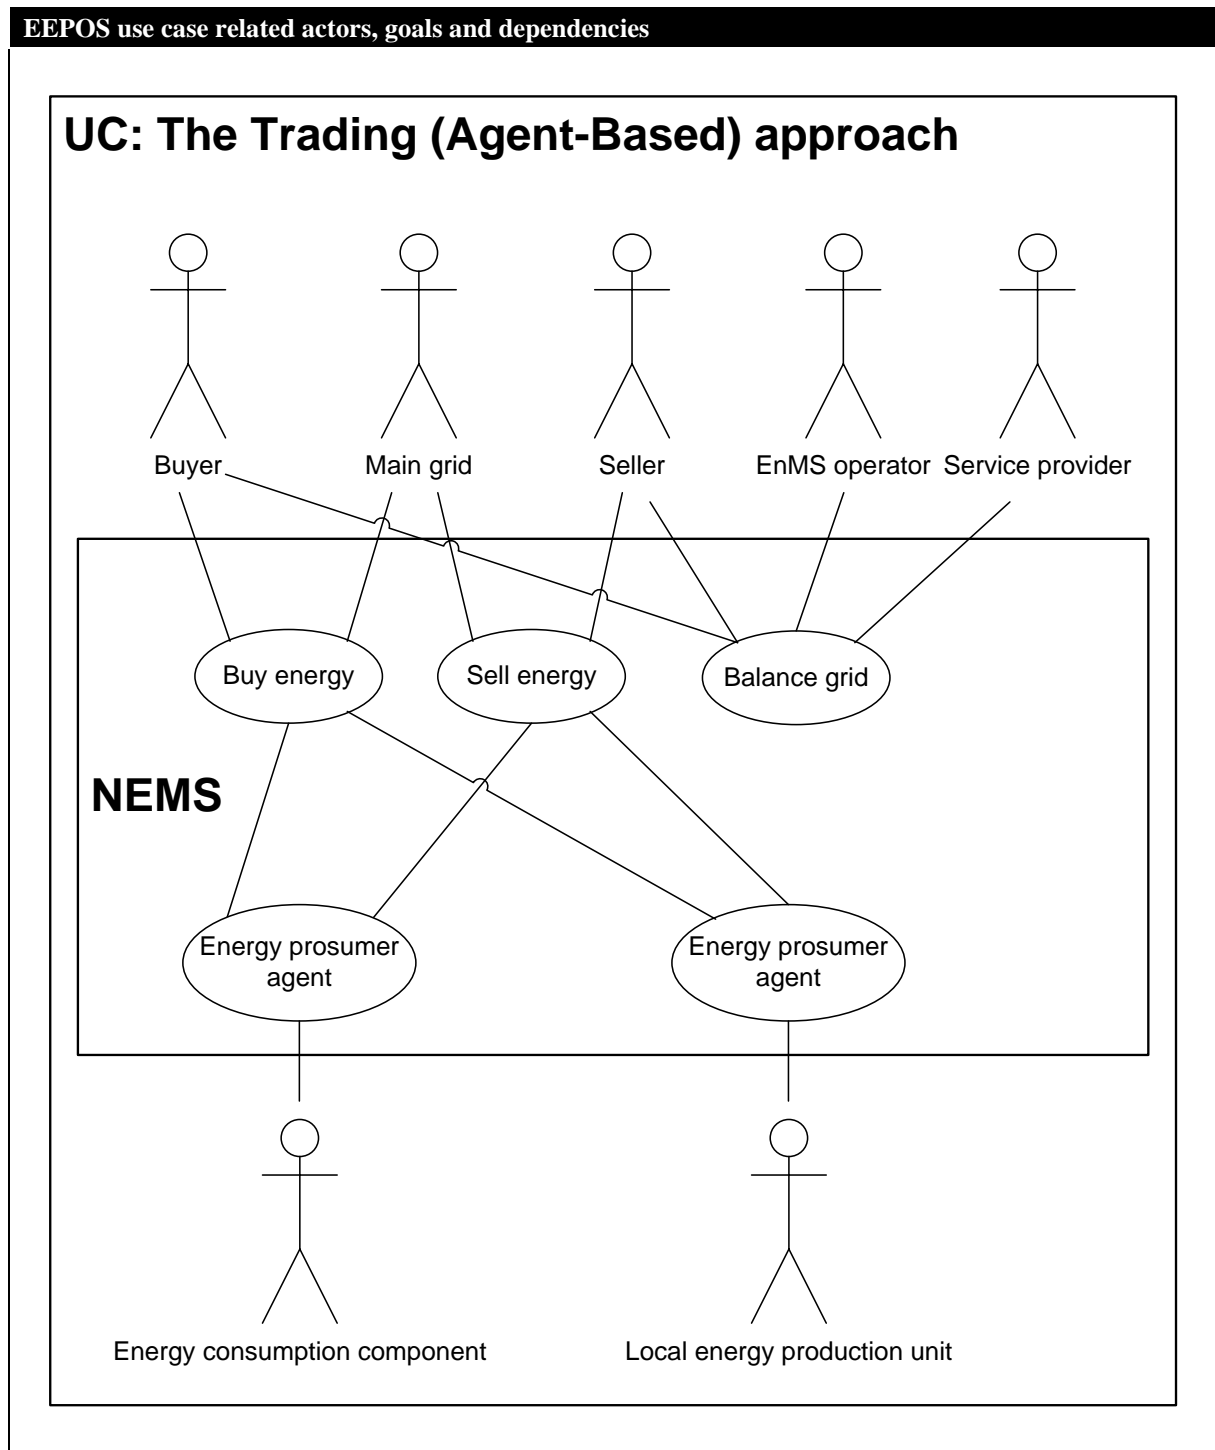 EEPOS use case related actors, goals and dependencies
UC: The Trading (Agent-Based) approach
Buyer
Main grid
Seller
EnMS operator
Service provider
Buy energy
Sell energy
Balance grid
NEMS
Energy prosumer
agent
Energy prosumer
agent
Energy consumption component
Local energy production unit